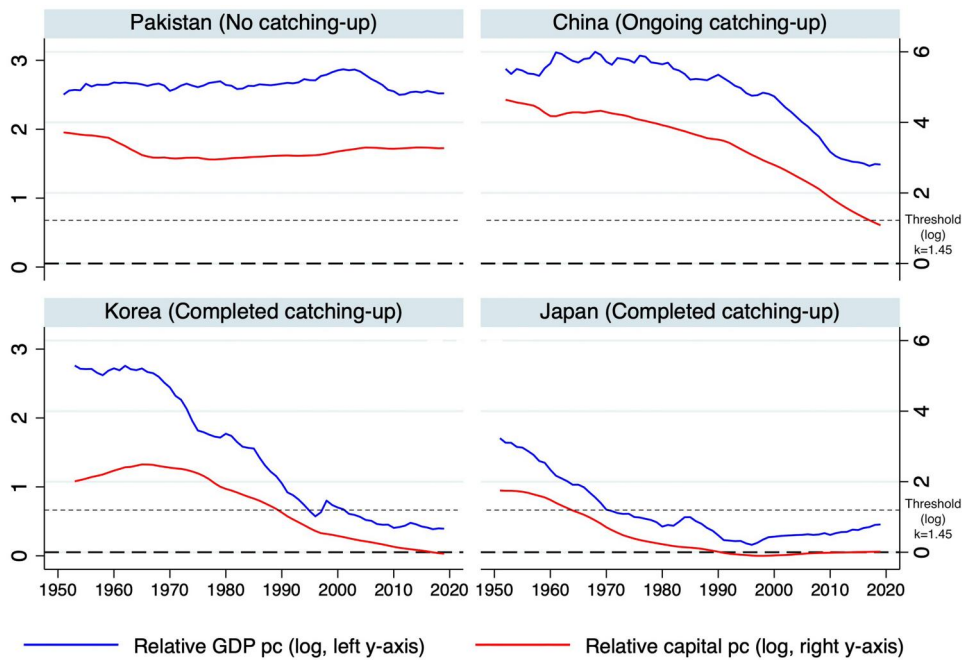 Pakistan (No catching-up)
China (Ongoing catching-up)
3
2
1
0
6
4
2
0
Threshold
(log)
k=1.45
Korea (Completed catching-up)
Japan (Completed catching-up)
3
2
1
0
6
4
2
0
Threshold
(log)
k=1.45
1950 1960 1970 1980 1990 2000 2010 2020
1950 1960 1970 1980 1990 2000 2010 2020
Relative GDP pc (log, left y-axis)
Relative capital pc (log, right y-axis)